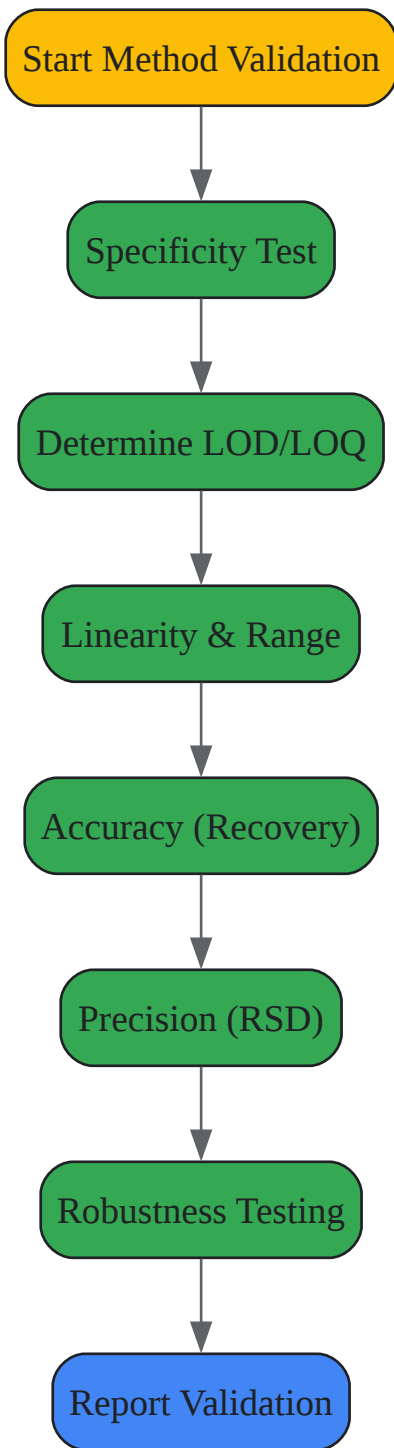 Start Method Validation
Specificity Test
Determine LOD/LOQ
Linearity & Range
Accuracy (Recovery)
Precision (RSD)
Robustness Testing
Report Validation